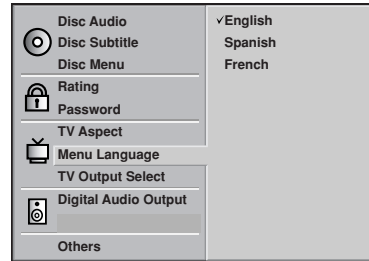 Disc Audio
Disc Subtitle
Disc Menu
Rating
Password
TV Aspect
Menu Language
TV Output Select
Digital Audio Output
Others
✓English
Spanish
French